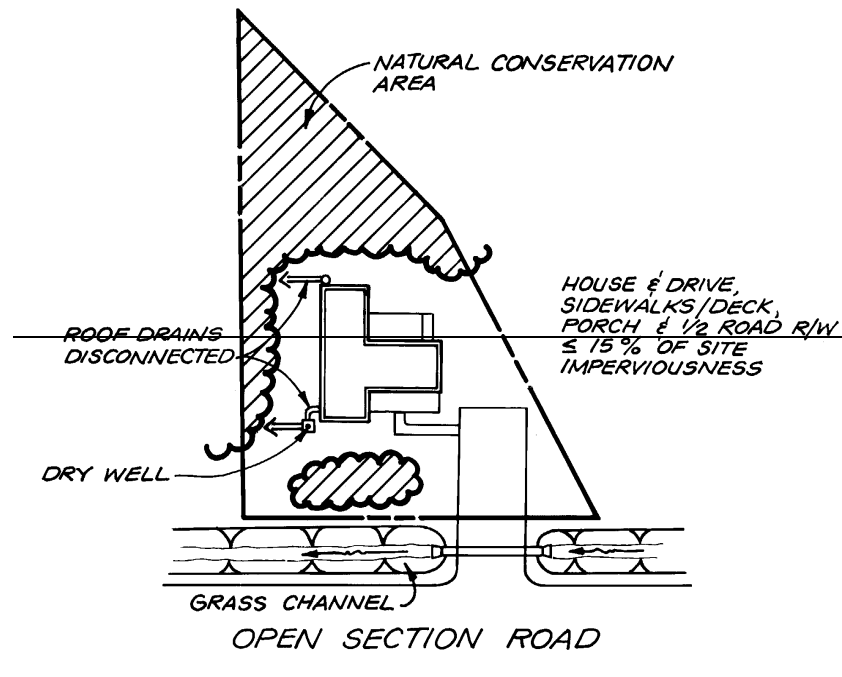 NATURAL CONSERVATION
AREA
HOUSE & DRIVE,
SIDEWALKS/DECK,
PORCH & 1/2 ROAD R/W
≤ 15% OF SITE
IMPERVIOUSNESS
ROOF DRAINS
DISCONNECTED
DRY WELL
GRASS CHANNEL
OPEN SECTION ROAD